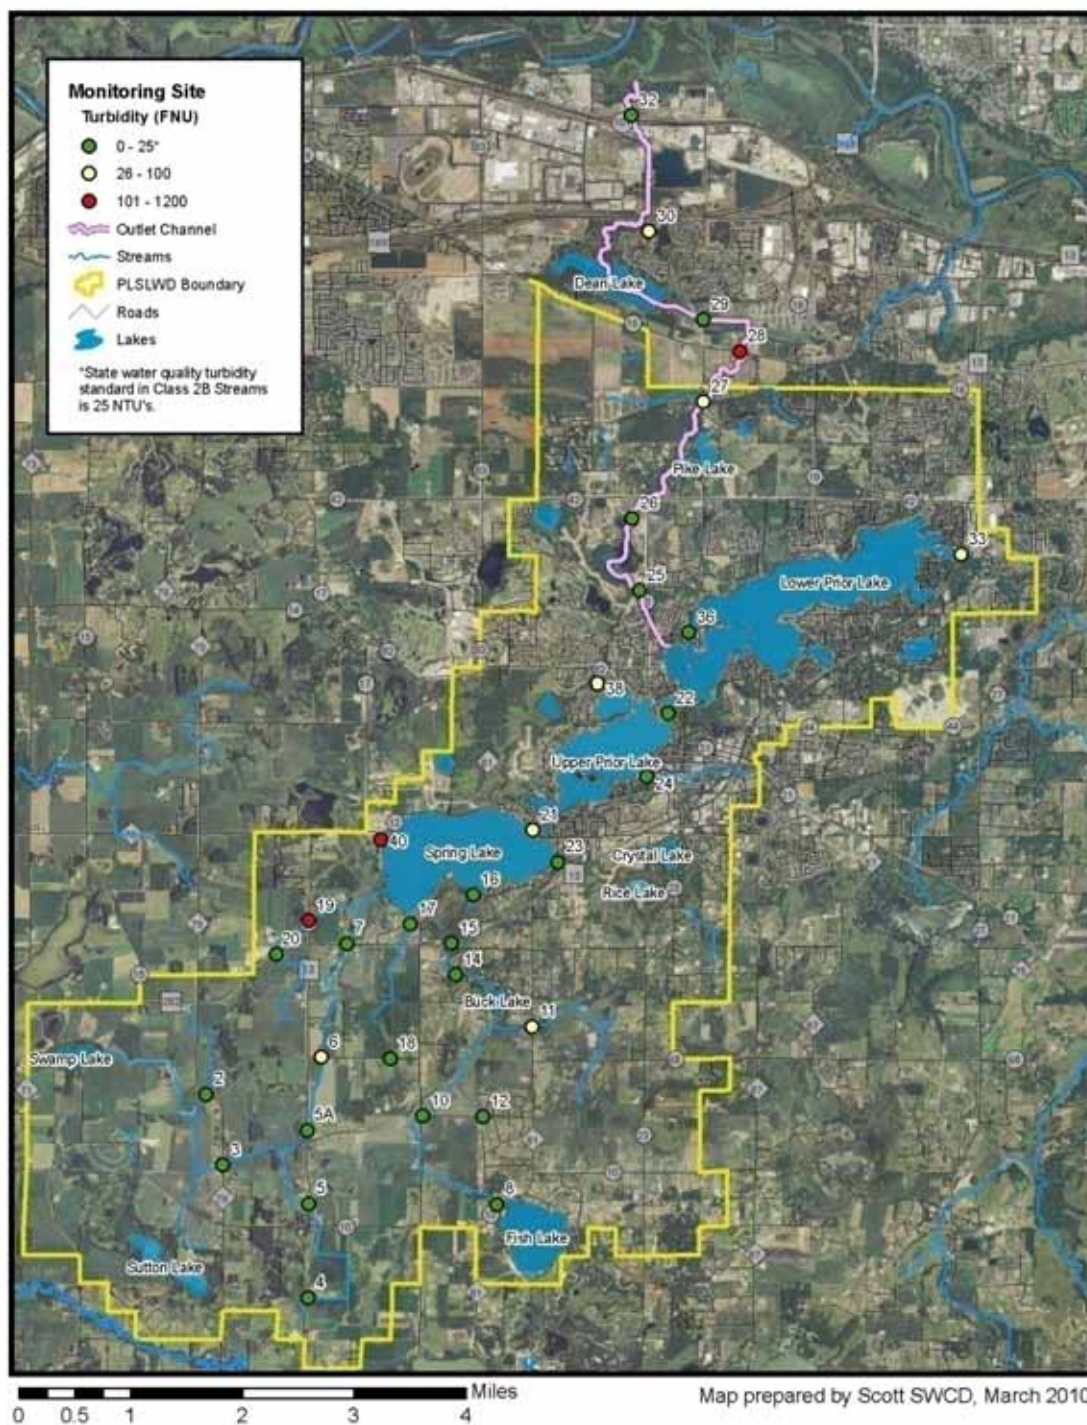 Monitoring Site
Turbidity (FNU)
0 - 25*
26 - 100
101 - 1200
Outlet Channel
Streams
PLSLWD Boundary
Roads
Lakes
*State water quality turbidity
standard in Class 2B Streams
is 25 NTU's.
32
30
Dean Lake
29
28
27
Pike Lake
26
33
25
Lower Prior Lake
36
38
22
Upper Prior Lake
24
21
40
Spring Lake
23
Crystal Lake
16
Rice Lake
19
17
7
15
20
14
Buck Lake
11
6
Swamp Lake
18
2
10
12
5A
3
5
8
Fish Lake
Sutton Lake
4
Miles
0 0.5 1 2 3 4
Map prepared by Scott SWCD, March 2010